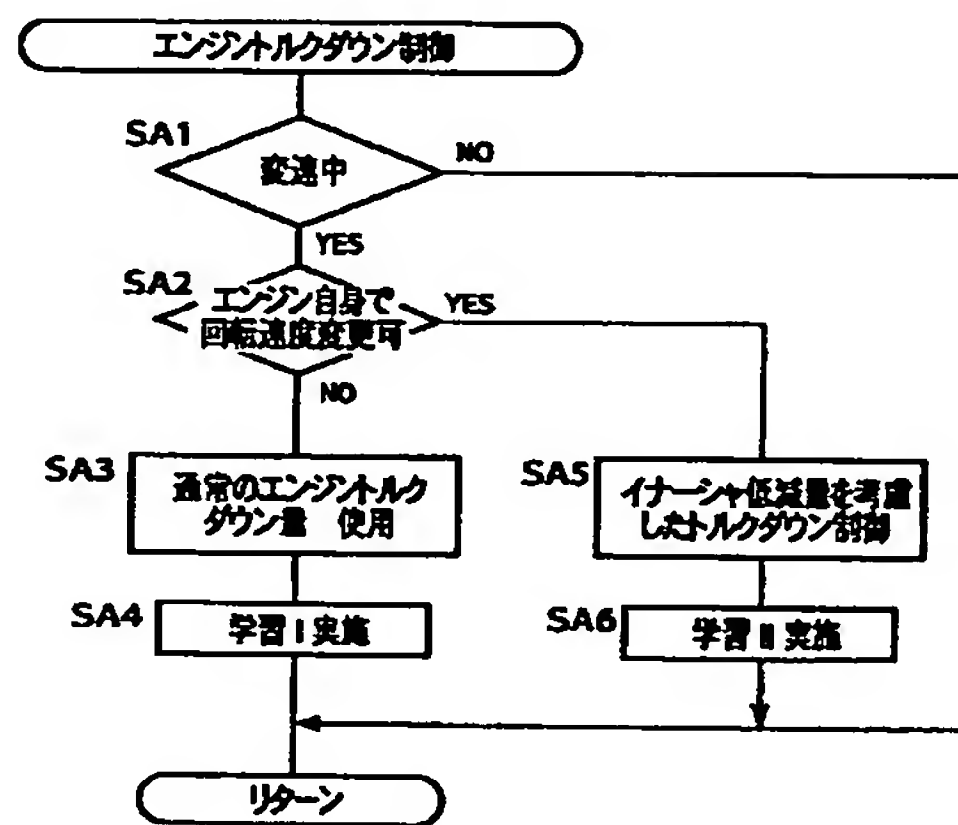 エンジントルクダウン制御
SA1
変速中
NO
YES
SA2
エンジン自身で
回転速度変更可
YES
NO
SA3
通常のエンジントルク
ダウン量 使用
SA5
イナーシャ低減量を考慮
したトルクダウン制御
SA4
学習 I 実施
SA6
学習 II 実施
リターン